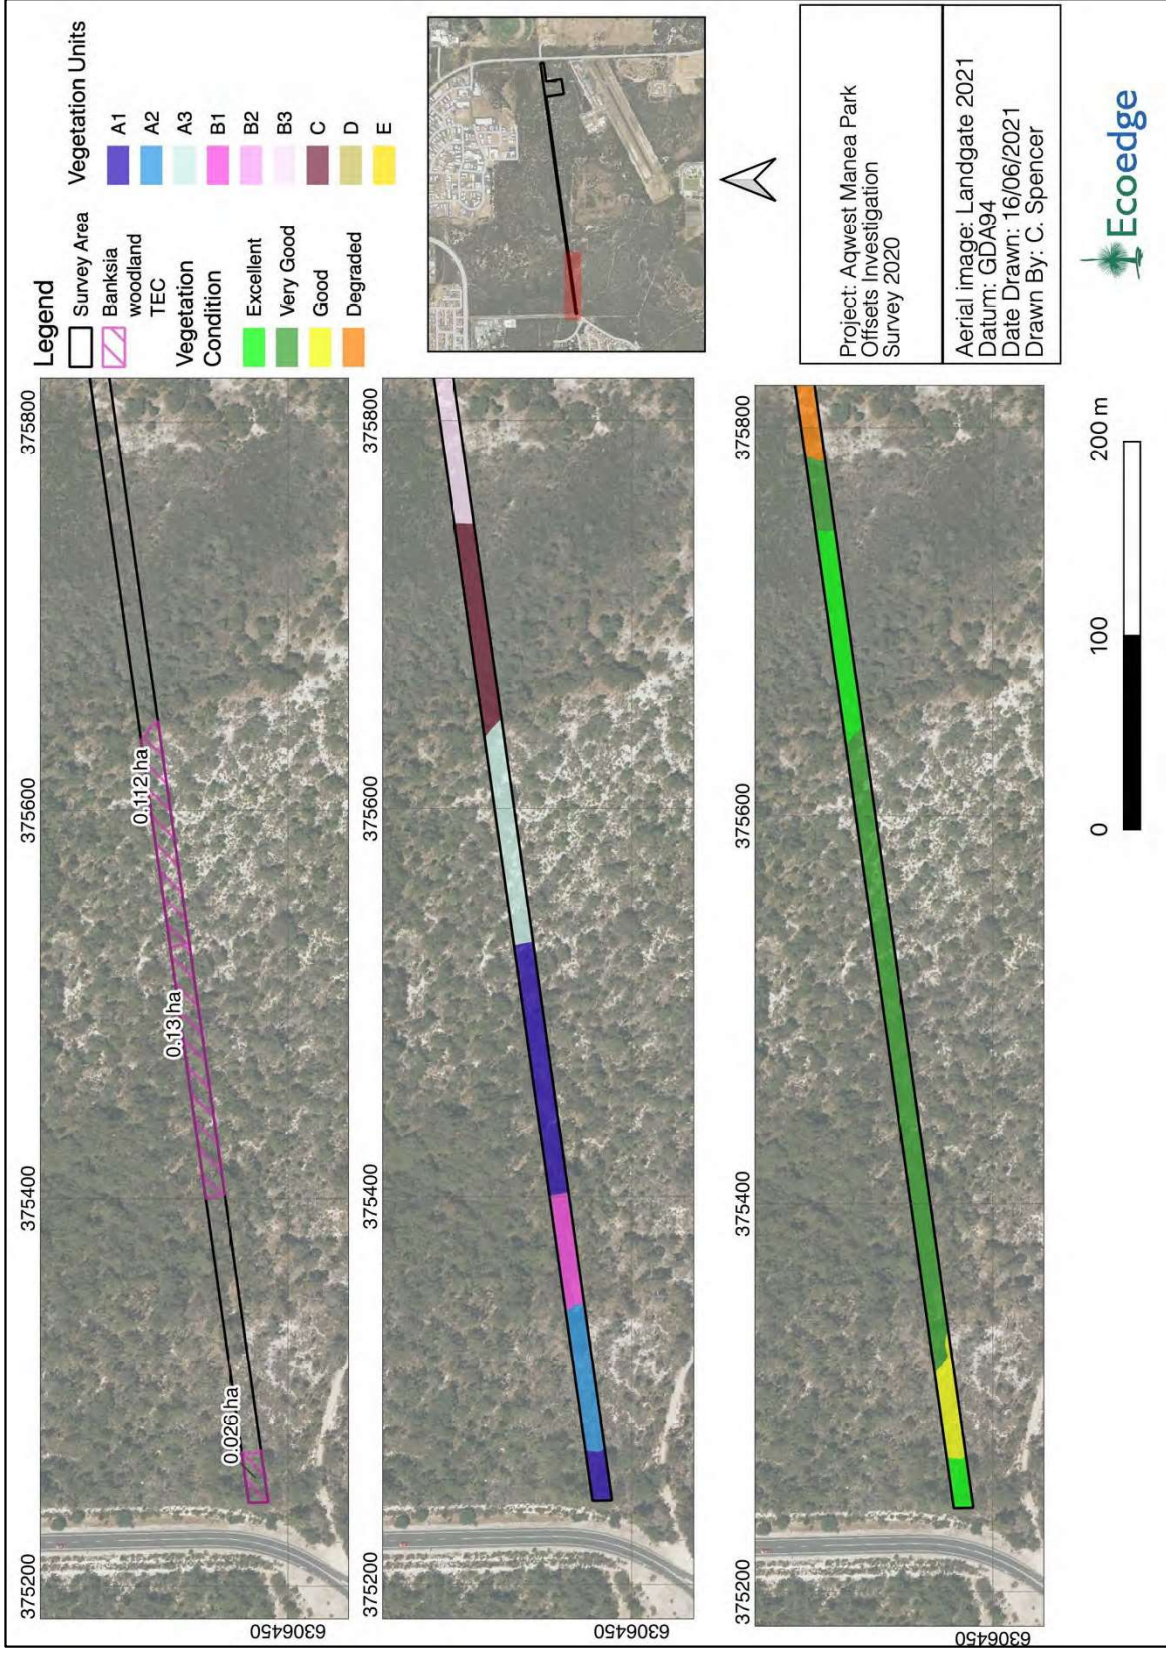 Legend
Survey Area
Banksia
woodland
TEC
Vegetation
Condition
Excellent
Very Good
Good
Degraded
Vegetation Units
A1
A2
A3
B1
B2
B3
C
D
E
375200
375400
375600
375800
6306450
0.026 ha
0.13 ha
0.112 ha
375200
375400
375600
375800
6306450
375200
375400
375600
375800
6306450
0
100
200 m
Project: Aqwest Manea Park
Offsets Investigation
Survey 2020
Aerial image: Landgate 2021
Datum: GDA94
Date Drawn: 16/06/2021
Drawn By: C. Spencer
Ecoedge